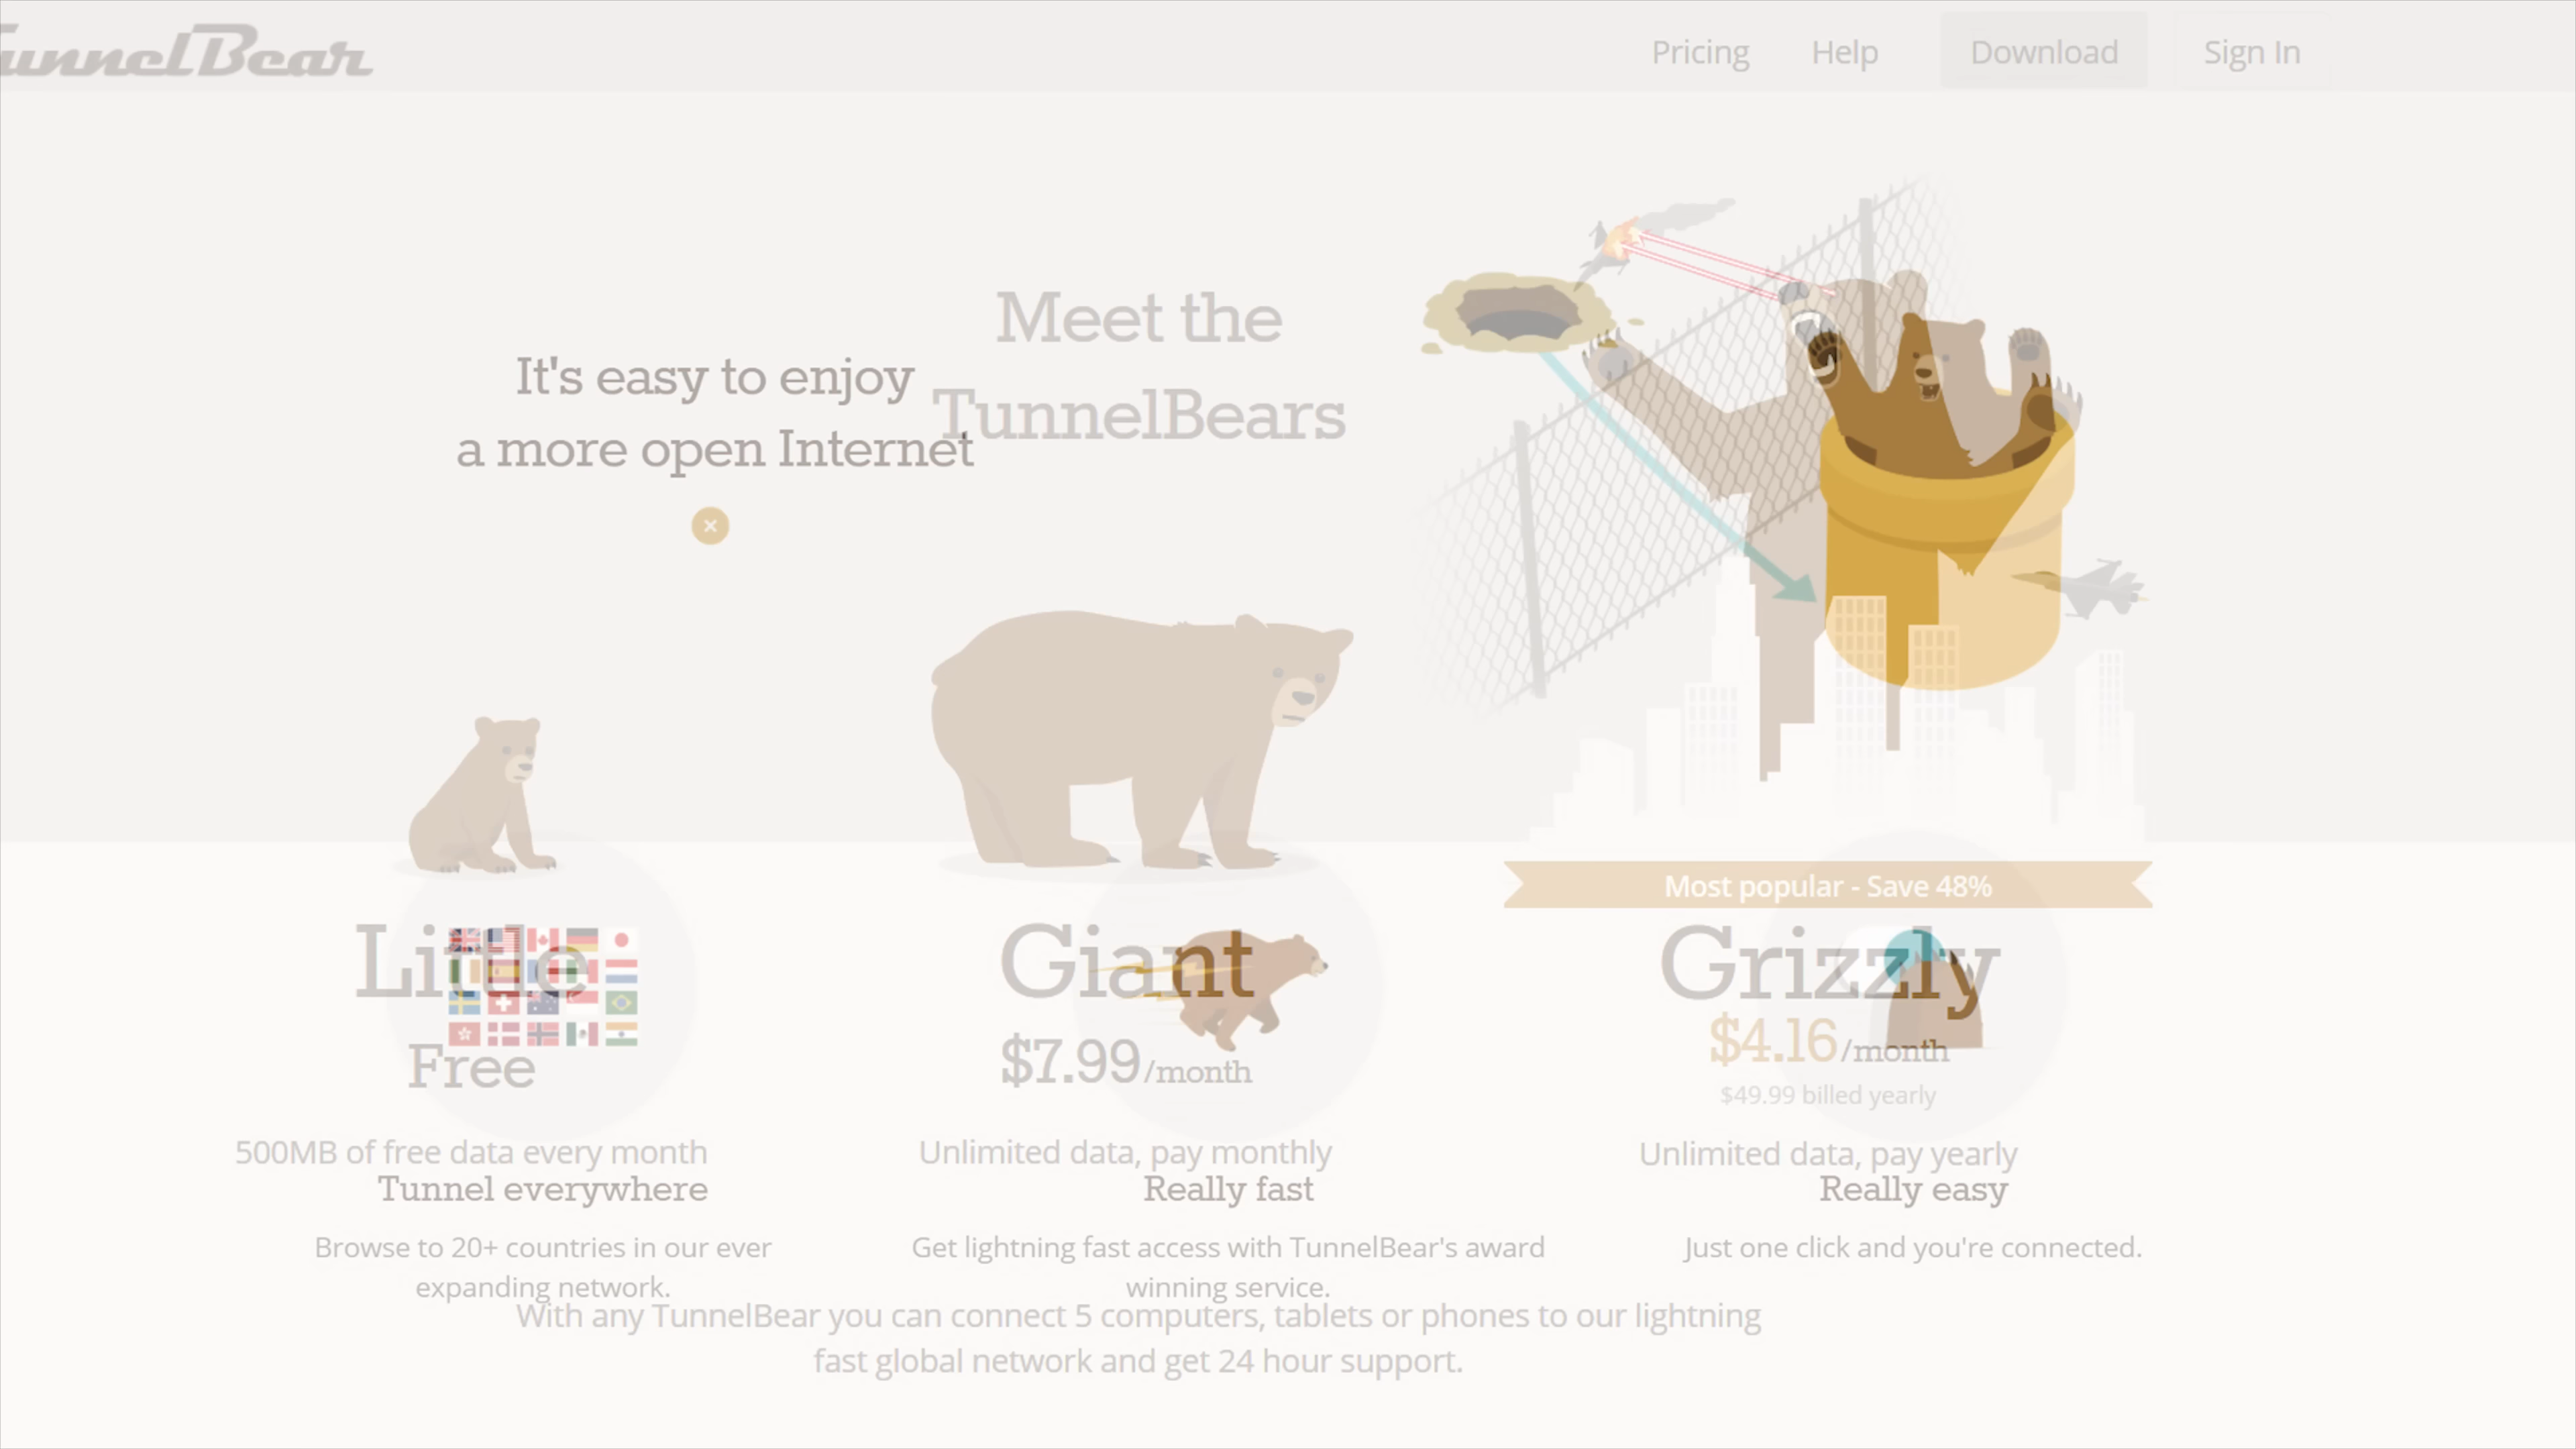 TunnelBear
Pricing
Help
Download
Sign In
Meet the
TunnelBears
It's easy to enjoy
a more open Internet
Most popular - Save 48%
Little
Free
500MB of free data every month
Giant
$7.99/month
Unlimited data, pay monthly
Grizzly
$4.16/month
$49.99 billed yearly
Unlimited data, pay yearly
Tunnel everywhere
Browse to 20+ countries in our ever
expanding network.
Really fast
Get lightning fast access with TunnelBear's award
winning service.
Really easy
Just one click and you're connected.
With any TunnelBear you can connect 5 computers, tablets or phones to our lightning
fast global network and get 24 hour support.